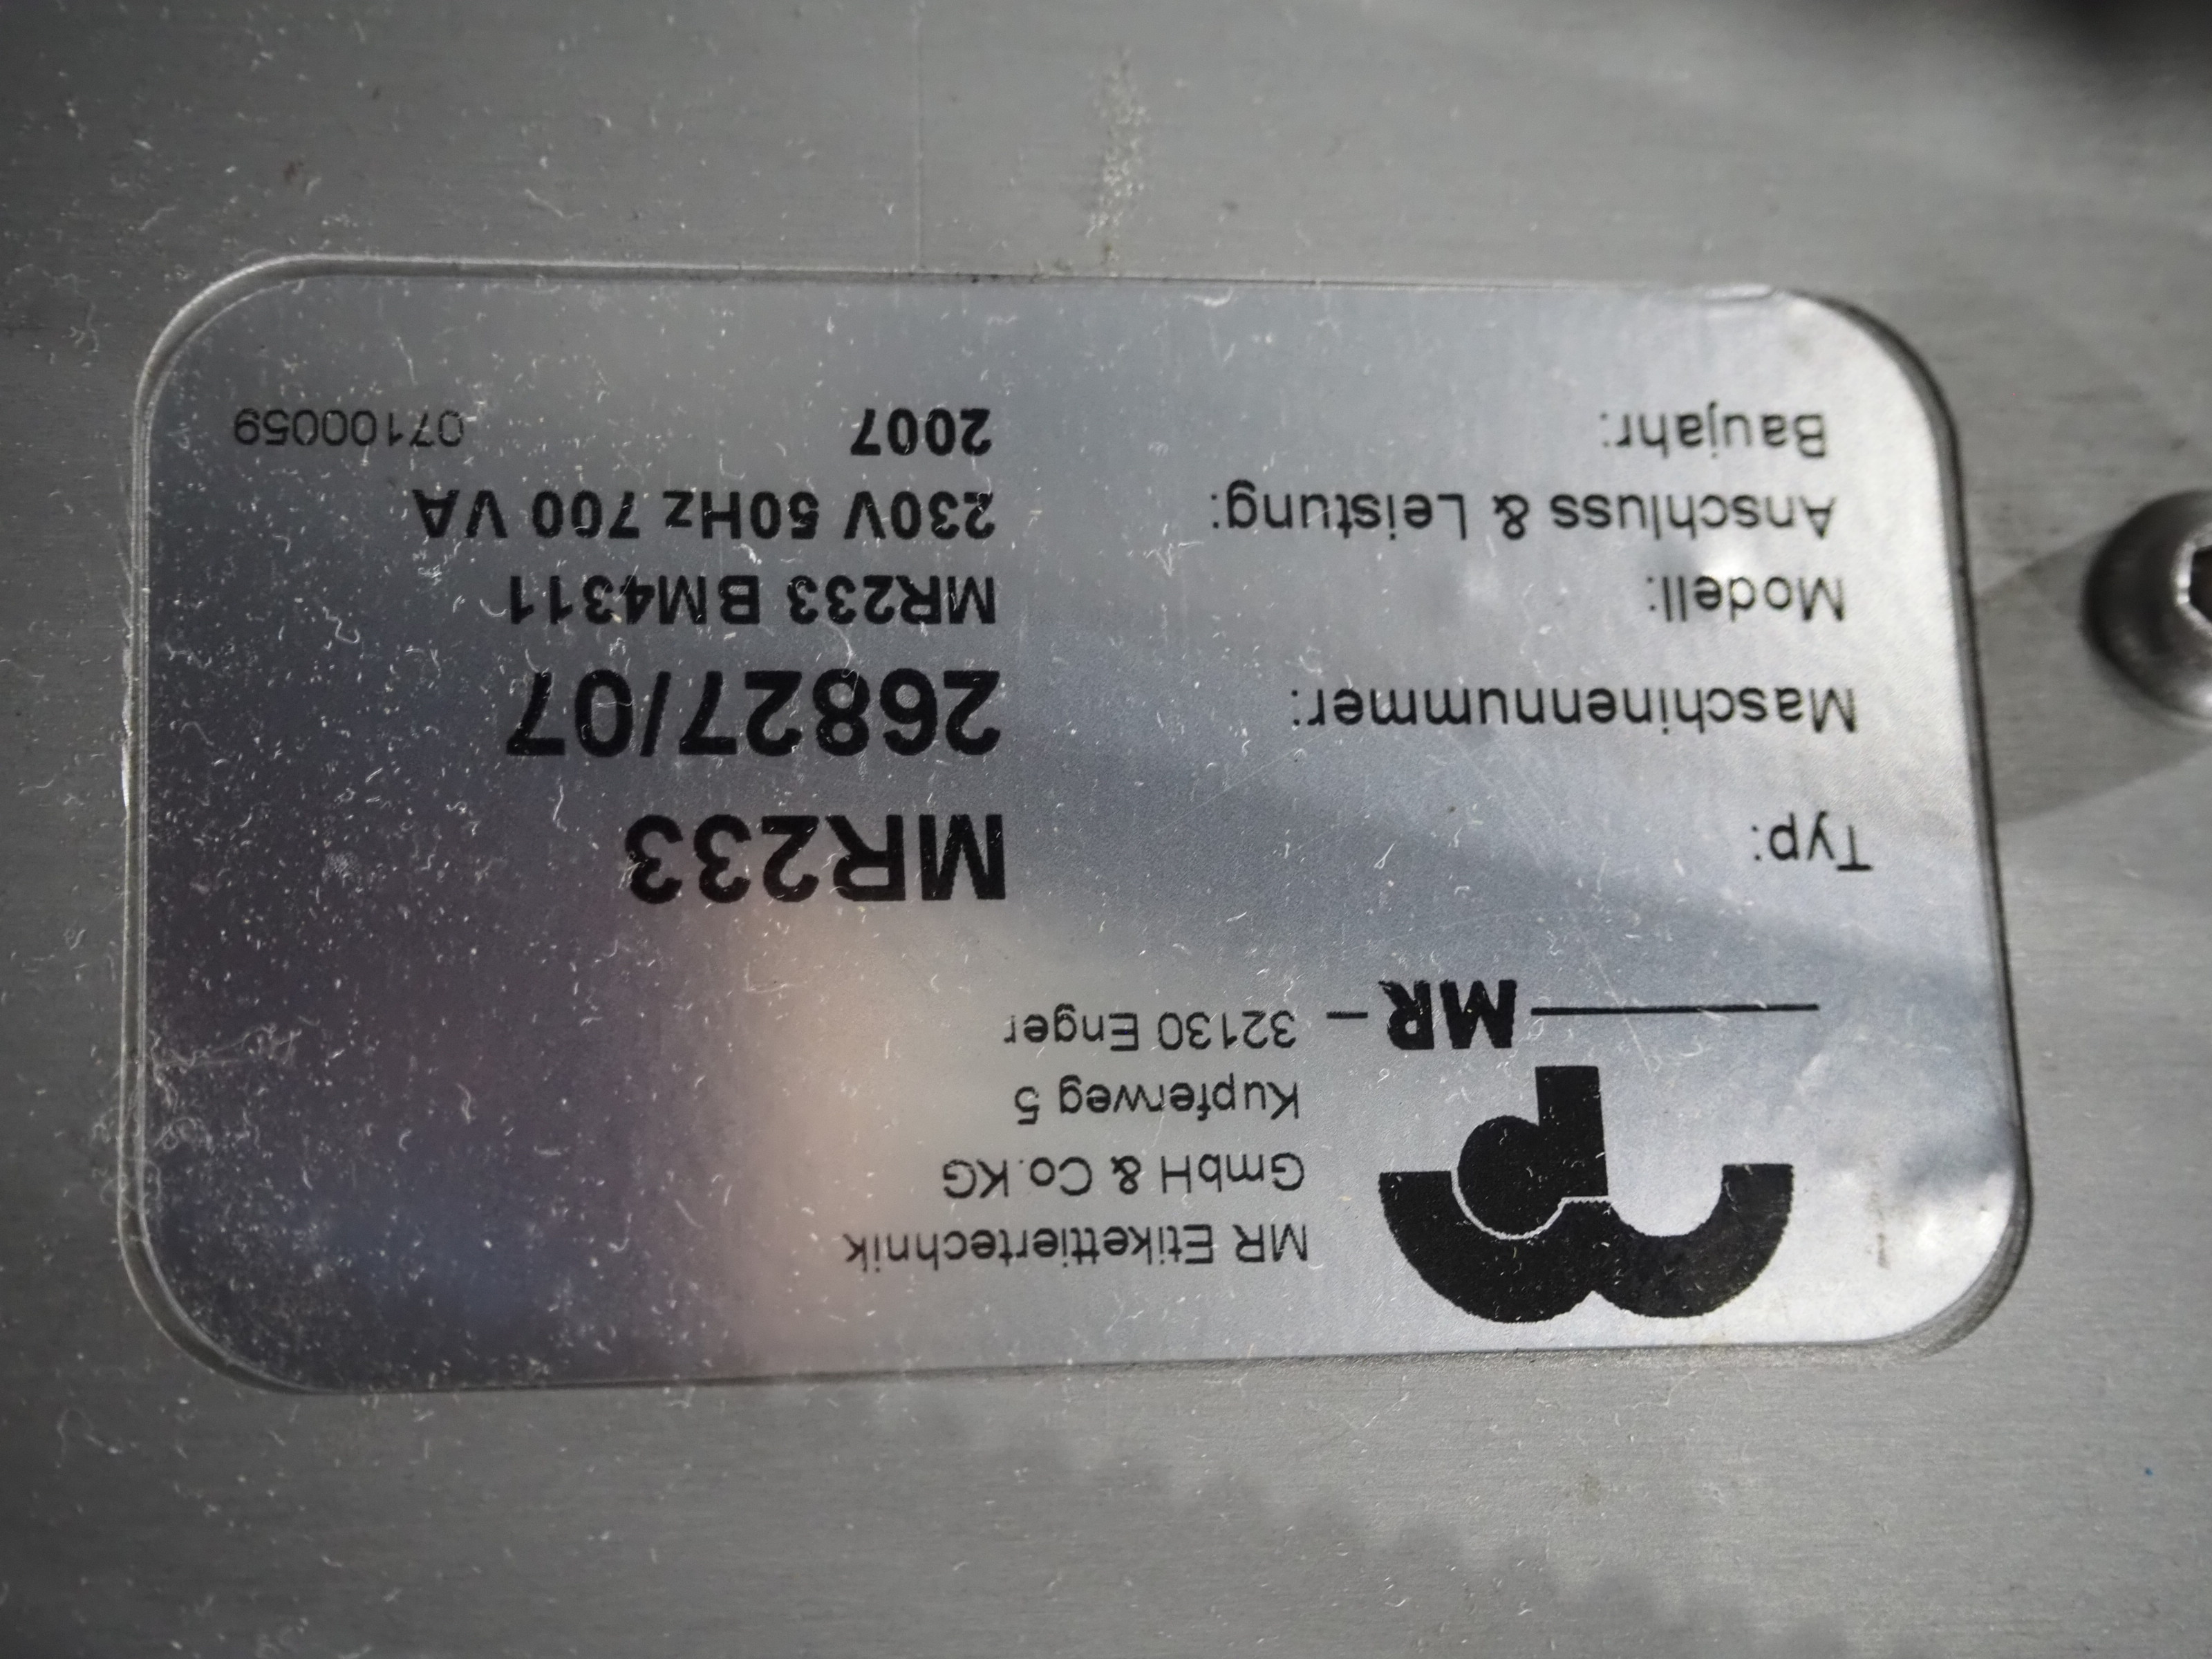 MR Etikettiertechnik
GmbH & Co.KG
Kupferweg 5
MR – 32130 Enger
Typ: MR233
Maschinennummer: 26827/07
Modell: MR233 BM4311
Anschluss & Leistung: 230V 50Hz 700 VA
Baujahr: 2007 07100059